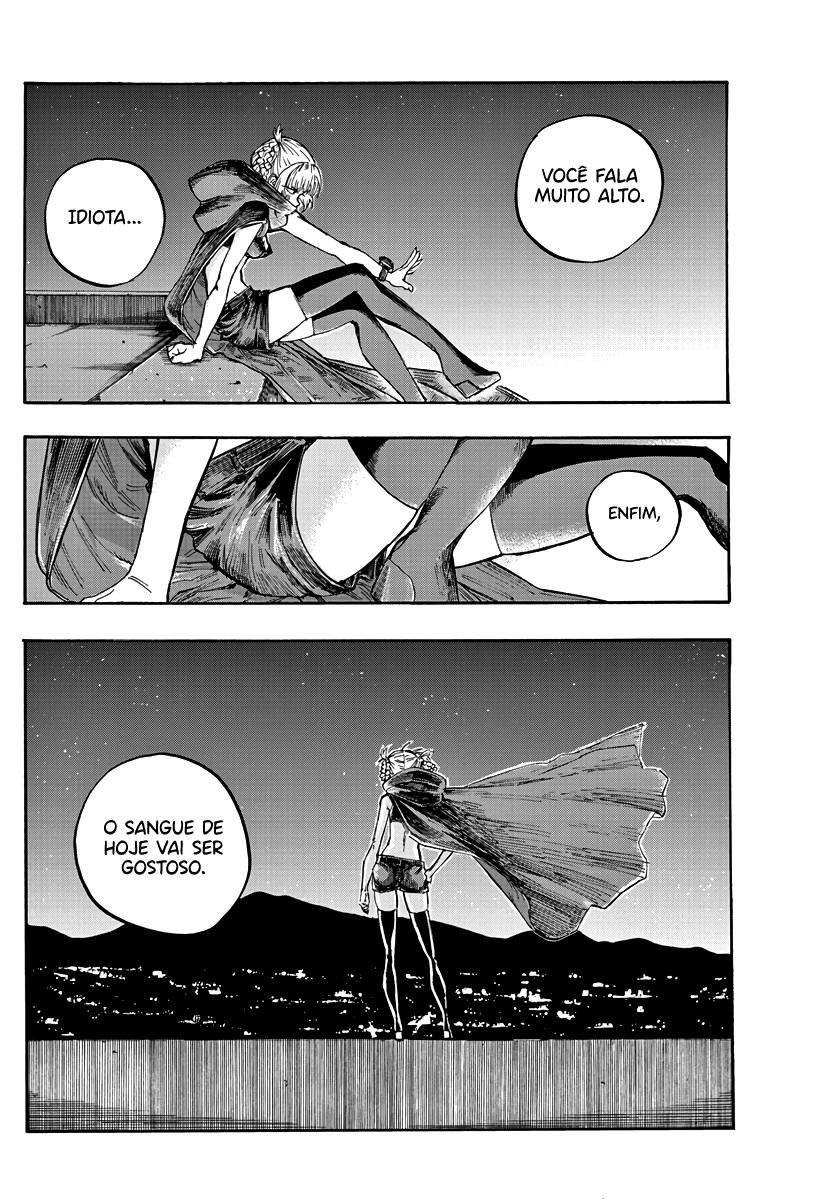 VOCÊ FALA
MUITO ALTO.
IDIOTA...
ENFIM,
O SANGUE DE
HOJE VAI SER
GOSTOSO.